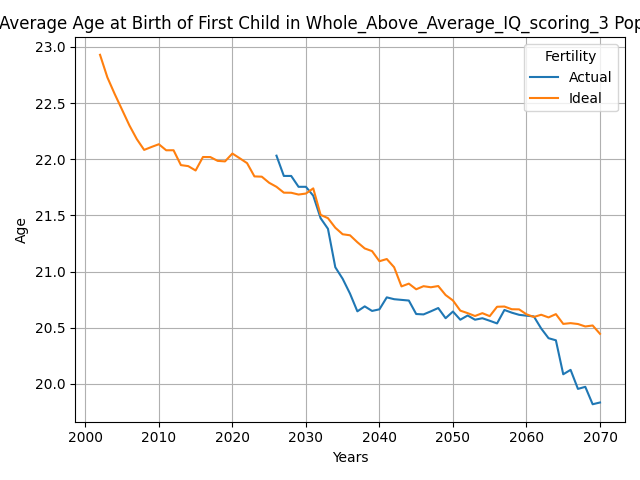 Average Age at Birth of First Child in Whole_Above_Average_IQ_scoring_3 Pop
23.0
22.5
22.0
21.5
21.0
20.5
20.0
Age
Fertility
Actual
Ideal
2000 2010 2020 2030 2040 2050 2060 2070
Years